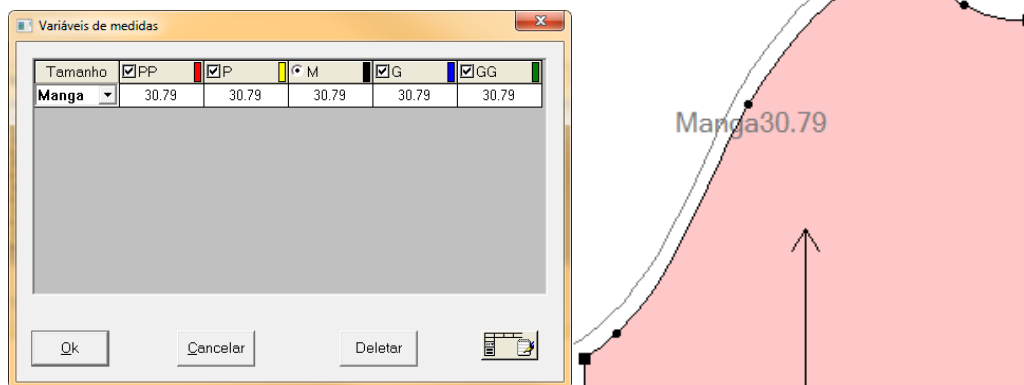 Variáveis de medidas
Tamanho PP P M G GG
Manga 30.79 30.79 30.79 30.79 30.79
Ok Cancelar Deletar
Manga30.79